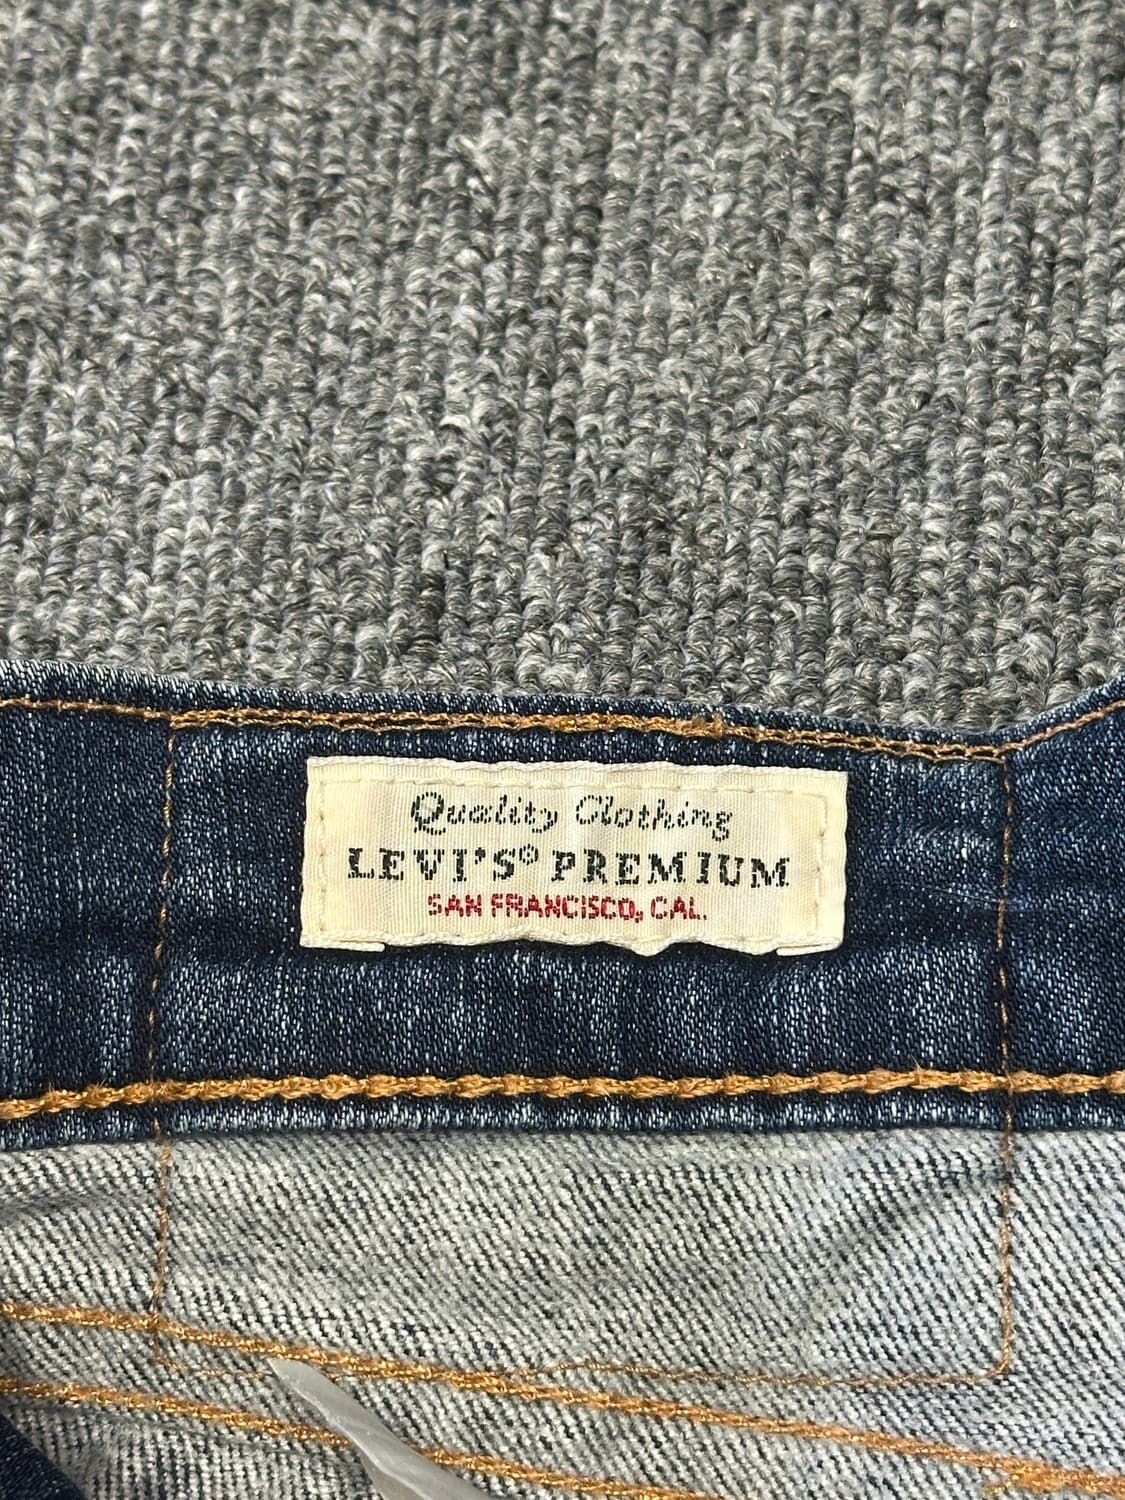 Quality Clothing
LEVI'S® PREMIUM
SAN FRANCISCO, CAL.